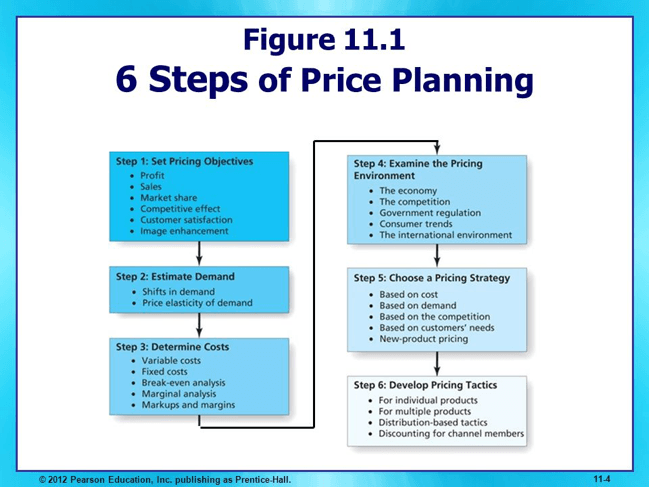 Figure 11.1
6 Steps of Price Planning
Step 1: Set Pricing Objectives
• Profit
• Sales
• Market share
• Competitive effect
• Customer satisfaction
• Image enhancement
Step 2: Estimate Demand
• Shifts in demand
• Price elasticity of demand
Step 3: Determine Costs
• Variable costs
• Fixed costs
• Break-even analysis
• Marginal analysis
• Markups and margins
Step 4: Examine the Pricing
Environment
• The economy
• The competition
• Government regulation
• Consumer trends
• The international environment
Step 5: Choose a Pricing Strategy
• Based on cost
• Based on demand
• Based on the competition
• Based on customers' needs
• New-product pricing
Step 6: Develop Pricing Tactics
• For individual products
• For multiple products
• Distribution-based tactics
• Discounting for channel members
© 2012 Pearson Education, Inc. publishing as Prentice-Hall.
11-4